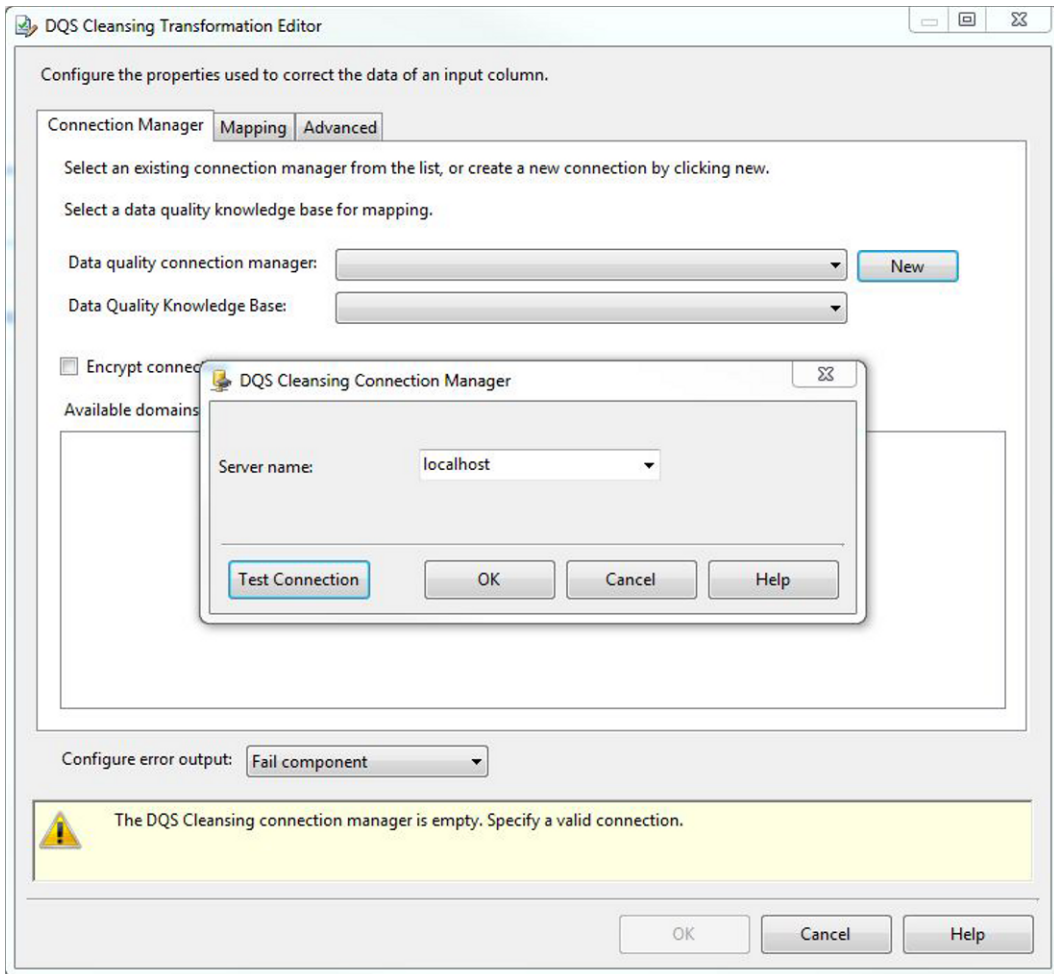 DQS Cleansing Transformation Editor
Configure the properties used to correct the data of an input column.
Connection Manager Mapping Advanced
Select an existing connection manager from the list, or create a new connection by clicking new.
Select a data quality knowledge base for mapping.
Data quality connection manager: New
Data Quality Knowledge Base:
Encrypt connec
DQS Cleansing Connection Manager
Available domains
Server name: localhost
Test Connection OK Cancel Help
Configure error output: Fail component
The DQS Cleansing connection manager is empty. Specify a valid connection.
OK Cancel Help